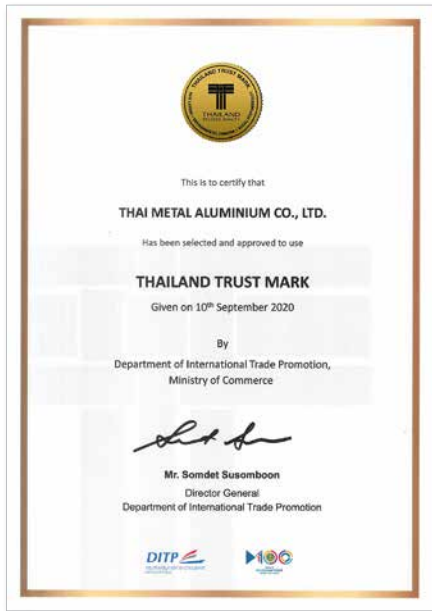 THAILAND TRUST MARK
T
THAILAND
This is to certify that
THAI METAL ALUMINIUM CO., LTD.
Has been selected and approved to use
THAILAND TRUST MARK
Given on 10th September 2020
By
Department of International Trade Promotion,
Ministry of Commerce
Mr. Somdet Susomboon
Director General
Department of International Trade Promotion
DITP
100